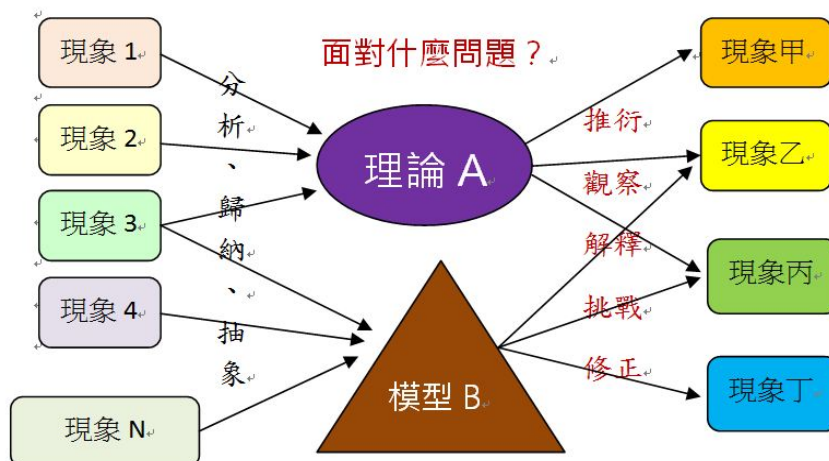 現象 1
現象 2
現象 3
現象 4
現象 N
分析、歸納、抽象
面對什麼問題？
理論 A
模型 B
推衍
觀察
解釋
挑戰
修正
現象甲
現象乙
現象丙
現象丁